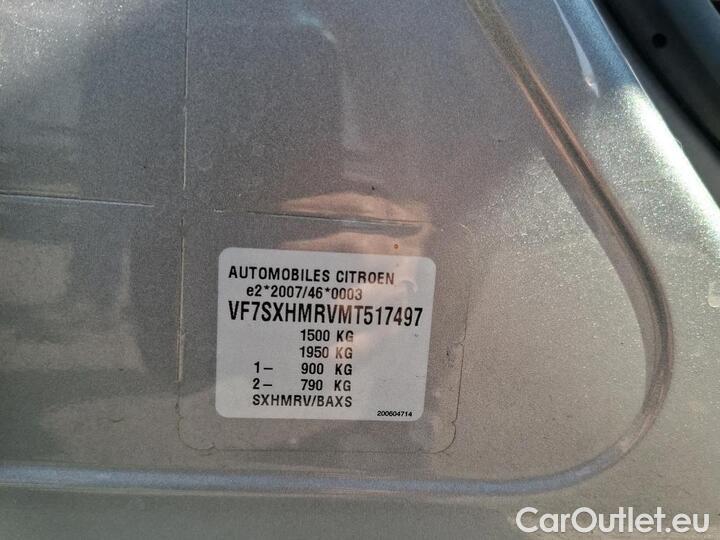 AUTOMOBILES CITROEN
e2*2007/46*0003
VF7SXHMRVMT517497
1500 KG
1950 KG
1- 900 KG
2- 790 KG
SXHMRV/BAXS
200604714
CarOutlet.eu